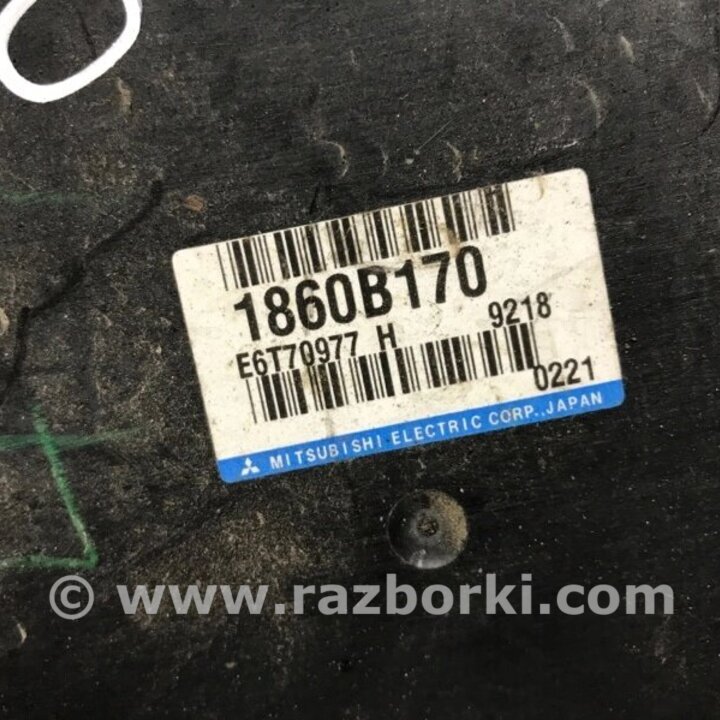 1860B170
E6T70977 H 9218
0221
MITSUBISHI ELECTRIC CORP., JAPAN
© www.razborki.com